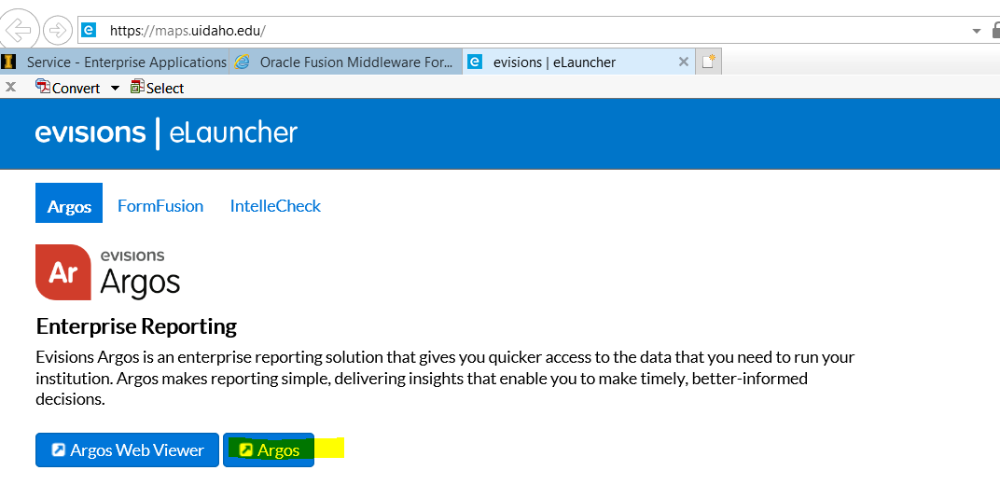 e https://maps.uidaho.edu/
I Service - Enterprise Applications Oracle Fusion Middleware For... e evisions | eLauncher
Convert Select
evisions | eLauncher
Argos FormFusion IntelleCheck
Ar evisions Argos
Enterprise Reporting
Evisions Argos is an enterprise reporting solution that gives you quicker access to the data that you need to run your
institution. Argos makes reporting simple, delivering insights that enable you to make timely, better-informed
decisions.
Argos Web Viewer Argos